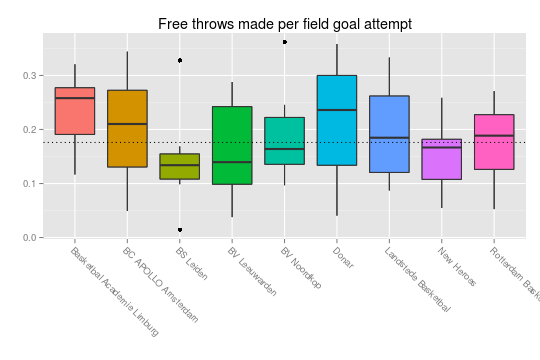 Free throws made per field goal attempt
0.3
0.2
0.1
0.0
Basketbal Academie Limburg
BC APOLLO Amsterdam
BS Leiden
BV Leeuwarden
BV Noordkop
Donar
Landstede Basketbal
New Heroes
Rotterdam